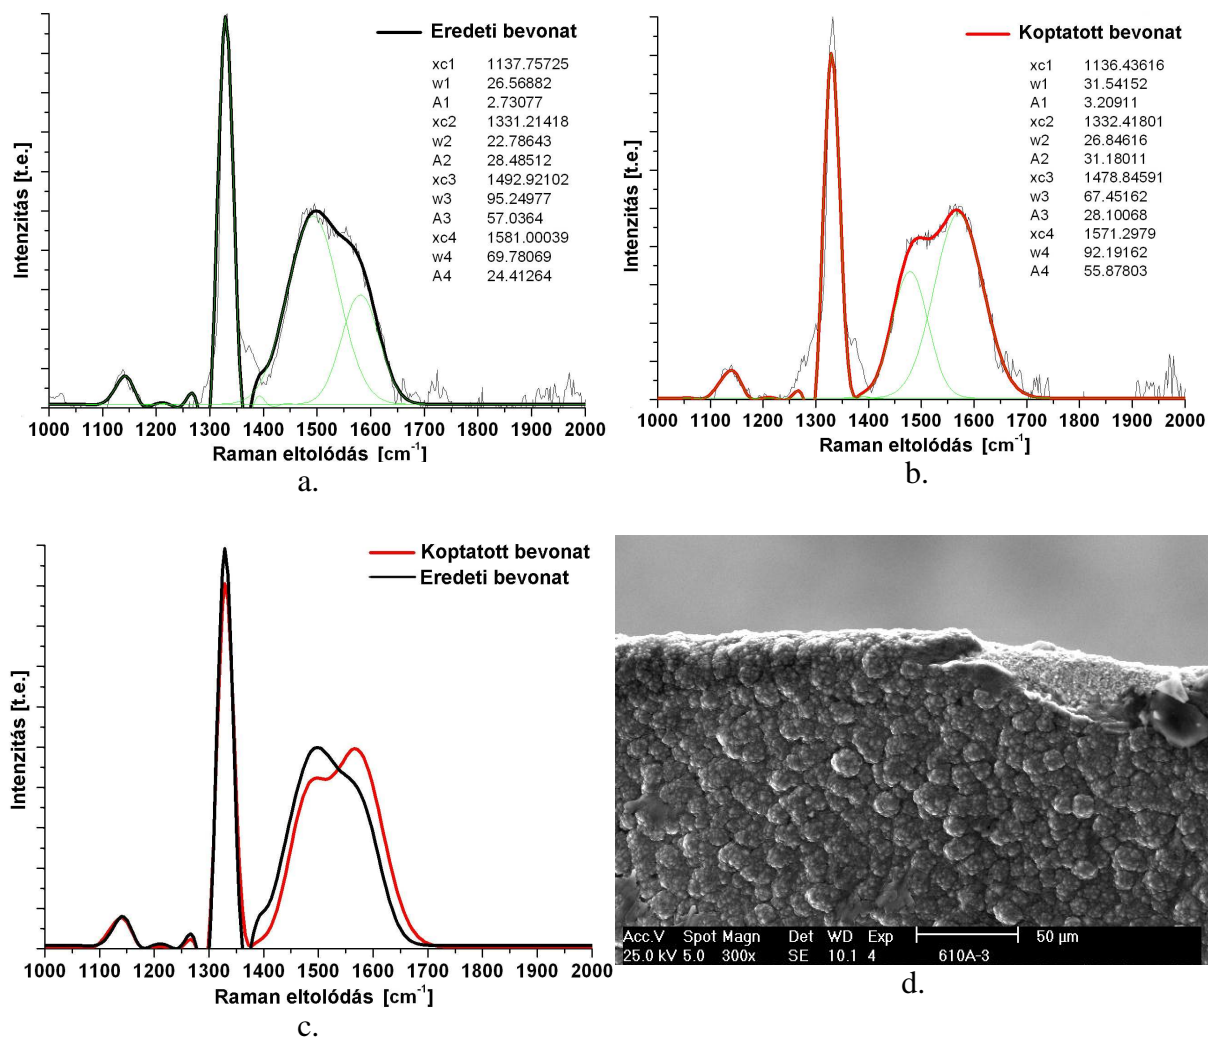 Eredeti bevonat
xc1 1137.75725
w1 26.56882
A1 2.73077
xc2 1331.21418
w2 22.78643
A2 28.48512
xc3 1492.92102
w3 95.24977
A3 57.0364
xc4 1581.00039
w4 69.78069
A4 24.41264
Intenzitás [t.e.]
1000 1100 1200 1300 1400 1500 1600 1700 1800 1900 2000
Raman eltolódás [cm⁻¹]
a.
Koptatott bevonat
xc1 1136.43616
w1 31.54152
A1 3.20911
xc2 1332.41801
w2 26.84616
A2 31.18011
xc3 1478.84591
w3 67.45162
A3 28.10068
xc4 1571.2979
w4 92.19162
A4 55.87803
Intenzitás [t.e.]
1000 1100 1200 1300 1400 1500 1600 1700 1800 1900 2000
Raman eltolódás [cm⁻¹]
b.
Koptatott bevonat
Eredeti bevonat
Intenzitás [t.e.]
1000 1100 1200 1300 1400 1500 1600 1700 1800 1900 2000
Raman eltolódás [cm⁻¹]
c.
Acc.V Spot Magn Det WD Exp 50 µm
25.0 kV 5.0 300x SE 10.1 4 610A-3
d.